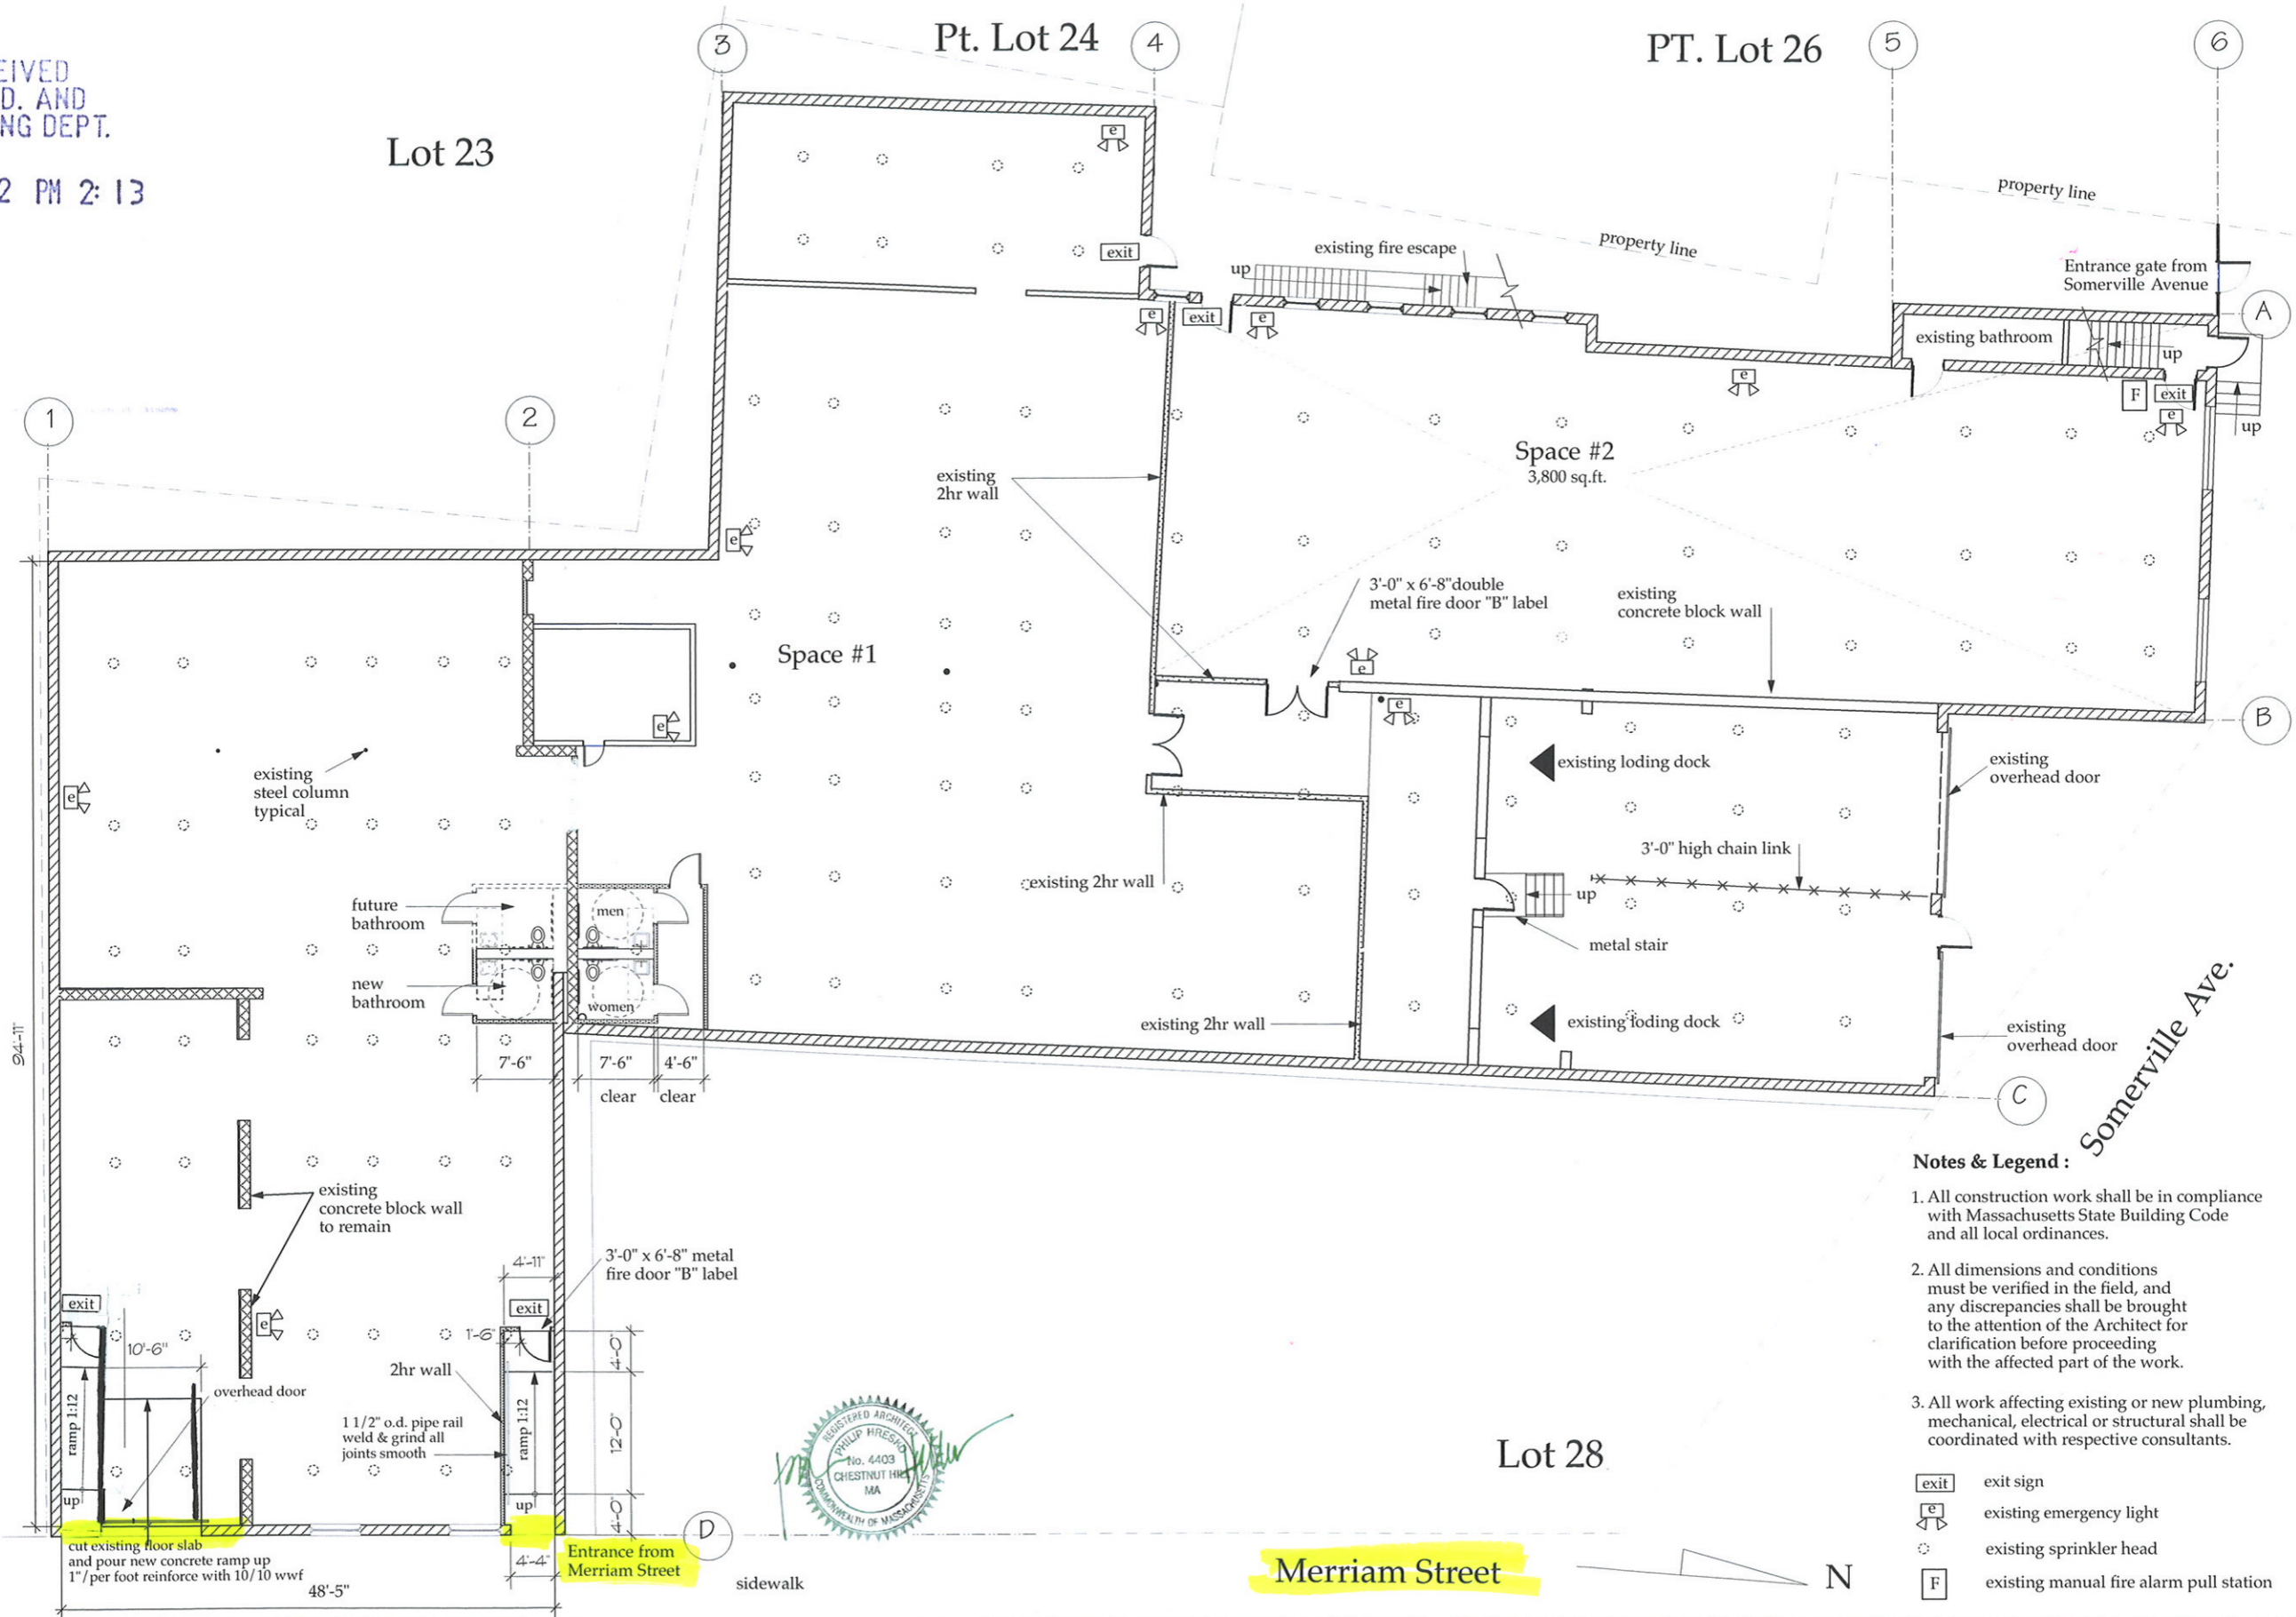 EIVED
D. AND
NG DEPT.
2 PM 2: 13
Lot 23
3
Pt. Lot 24
4
PT. Lot 26
5
6
property line
property line
e
exit
existing fire escape
up
Entrance gate from
Somerville Avenue
A
e
exit
e
existing bathroom
up
e
F
exit
e
up
1
2
Space #2
3,800 sq.ft.
existing
2hr wall
e
3'-0" x 6'-8"double
metal fire door "B" label
existing
concrete block wall
Space #1
e
e
e
B
existing
steel column
typical
e
existing loding dock
existing
overhead door
3'-0" high chain link
existing 2hr wall
up
metal stair
future
bathroom
men
new
bathroom
women
existing 2hr wall
existing loding dock
existing
overhead door
Somerville Ave.
94'-11"
7'-6"
7'-6"
4'-6"
clear
clear
C
existing
concrete block wall
to remain
4'-11"
3'-0" x 6'-8" metal
fire door "B" label
exit
e
exit
1'-6"
10'-6"
2hr wall
overhead door
ramp 1:12
1 1/2" o.d. pipe rail
weld & grind all
joints smooth
ramp 1:12
4'-0"
12'-0"
4'-0"
up
up
D
cut existing floor slab
and pour new concrete ramp up
1"/per foot reinforce with 10/10 wwf
4'-4"
Entrance from
Merriam Street
48'-5"
sidewalk
REGISTERED ARCHITECT
PHILIP HRESKO
No. 4403
CHESTNUT HILL
MA
COMMONWEALTH OF MASSACHUSETTS
Lot 28
Merriam Street
N
Notes & Legend :
1. All construction work shall be in compliance
with Massachusetts State Building Code
and all local ordinances.
2. All dimensions and conditions
must be verified in the field, and
any discrepancies shall be brought
to the attention of the Architect for
clarification before proceeding
with the affected part of the work.
3. All work affecting existing or new plumbing,
mechanical, electrical or structural shall be
coordinated with respective consultants.
exit exit sign
e existing emergency light
existing sprinkler head
F existing manual fire alarm pull station